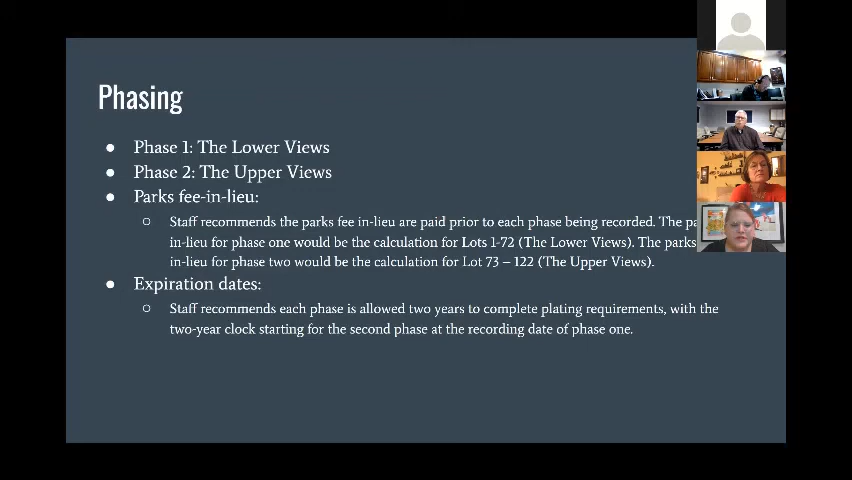 Phasing
● Phase 1: The Lower Views
● Phase 2: The Upper Views
● Parks fee-in-lieu:
○ Staff recommends the parks fee in-lieu are paid prior to each phase being recorded. The
in-lieu for phase one would be the calculation for Lots 1-72 (The Lower Views). The parks
in-lieu for phase two would be the calculation for Lot 73 – 122 (The Upper Views).
● Expiration dates:
○ Staff recommends each phase is allowed two years to complete plating requirements, with the
two-year clock starting for the second phase at the recording date of phase one.